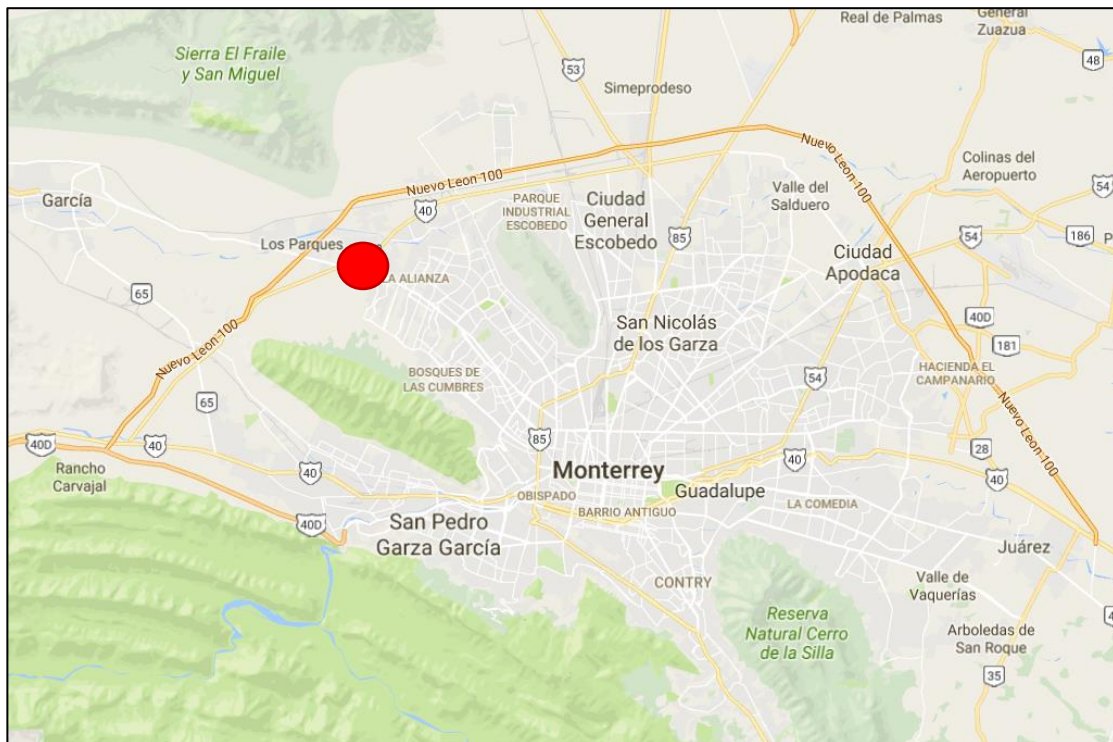 Real de Palmas
General
Zuazua
Sierra El Fraile
y San Miguel
48
53
Simeprodeso
Nuevo Leon 100
Colinas del
Aeropuerto
54
García
PARQUE
INDUSTRIAL
ESCOBEDO
Ciudad
General
Escobedo
Valle del
Salduero
Nuevo Leon 100
40
Los Parques
85
54
186
Ciudad
Apodaca
LA ALIANZA
65
40D
San Nicolás
de los Garza
181
Nuevo Leon 100
BOSQUES DE
LAS CUMBRES
54
HACIENDA EL
CAMPANARIO
65
Nuevo Leon 100
40D
40
85
28
Rancho
Carvajal
40
Monterrey
40
40
OBISPADO
Guadalupe
BARRIO ANTIGUO
LA COMEDIA
40D
San Pedro
Garza García
Juárez
CONTRY
Valle de
Vaquerías
Reserva
Natural Cerro
de la Silla
Arboledas de
San Roque
35